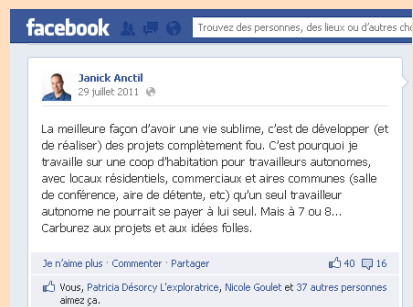 facebook
Trouvez des personnes, des lieux ou d'autres cho
Janick Anctil
29 juillet 2011
La meilleure façon d'avoir une vie sublime, c'est de développer (et
de réaliser) des projets complètement fou. C'est pourquoi je
travaille sur une coop d'habitation pour travailleurs autonomes,
avec locaux résidentiels, commerciaux et aires communes (salle
de conférence, aire de détente, etc) qu'un seul travailleur
autonome ne pourrait se payer à lui seul. Mais à 7 ou 8...
Carburez aux projets et aux idées folles.
Je n'aime plus · Commenter · Partager 40 16
Vous, Patricia Désorcy L'exploratrice, Nicole Goulet et 37 autres personnes
aimez ça.